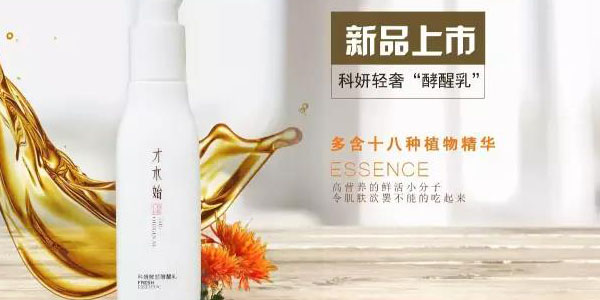 新品上市
科妍轻奢“酵醒乳”
多含十八种植物精华
ESSENCE
高营养的鲜活小分子
令肌肤欲罢不能的吃起来
才木始
FRESH
ESSENTIAL